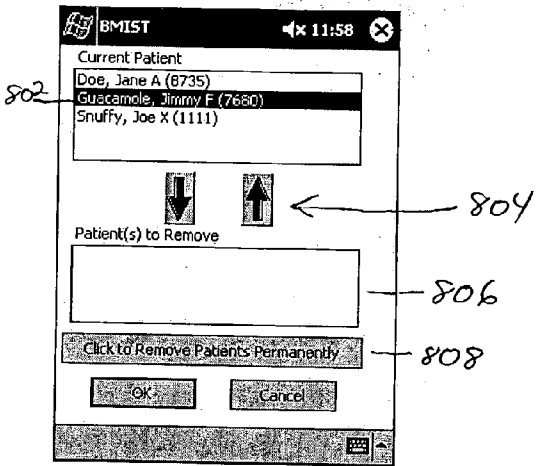 BMIST 11:58
Current Patient
Doe, Jane A (8735)
802
Guacamole, Jimmy F (7680)
Snuffy, Joe X (1111)
804
Patient(s) to Remove
806
Click to Remove Patients Permanently
808
OK Cancel